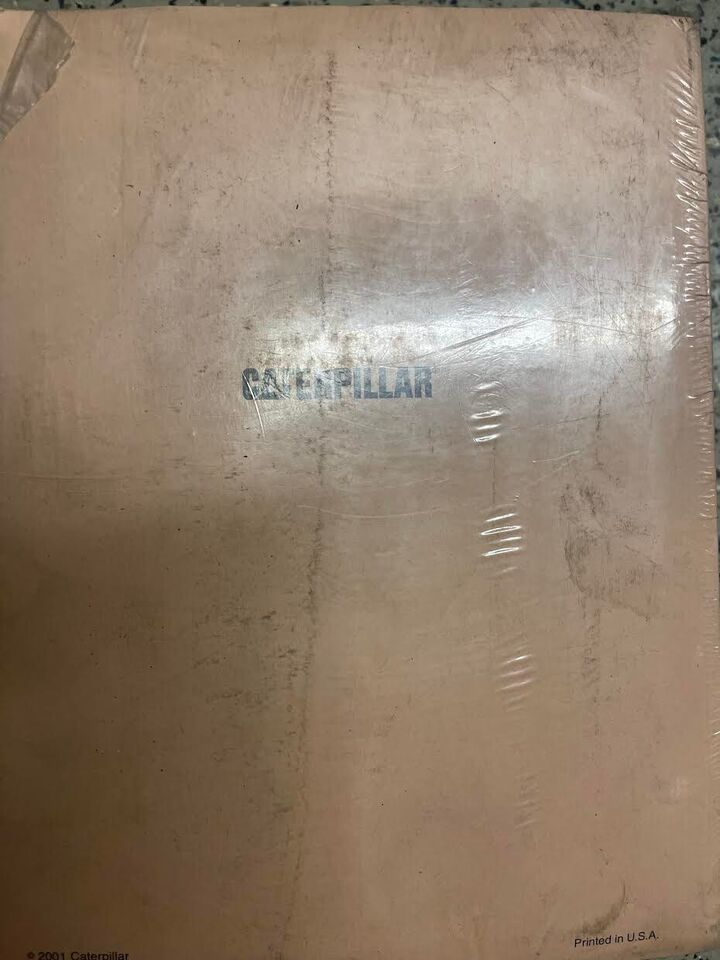 CATERPILLAR
© 2001 Caterpillar
Printed in U.S.A.